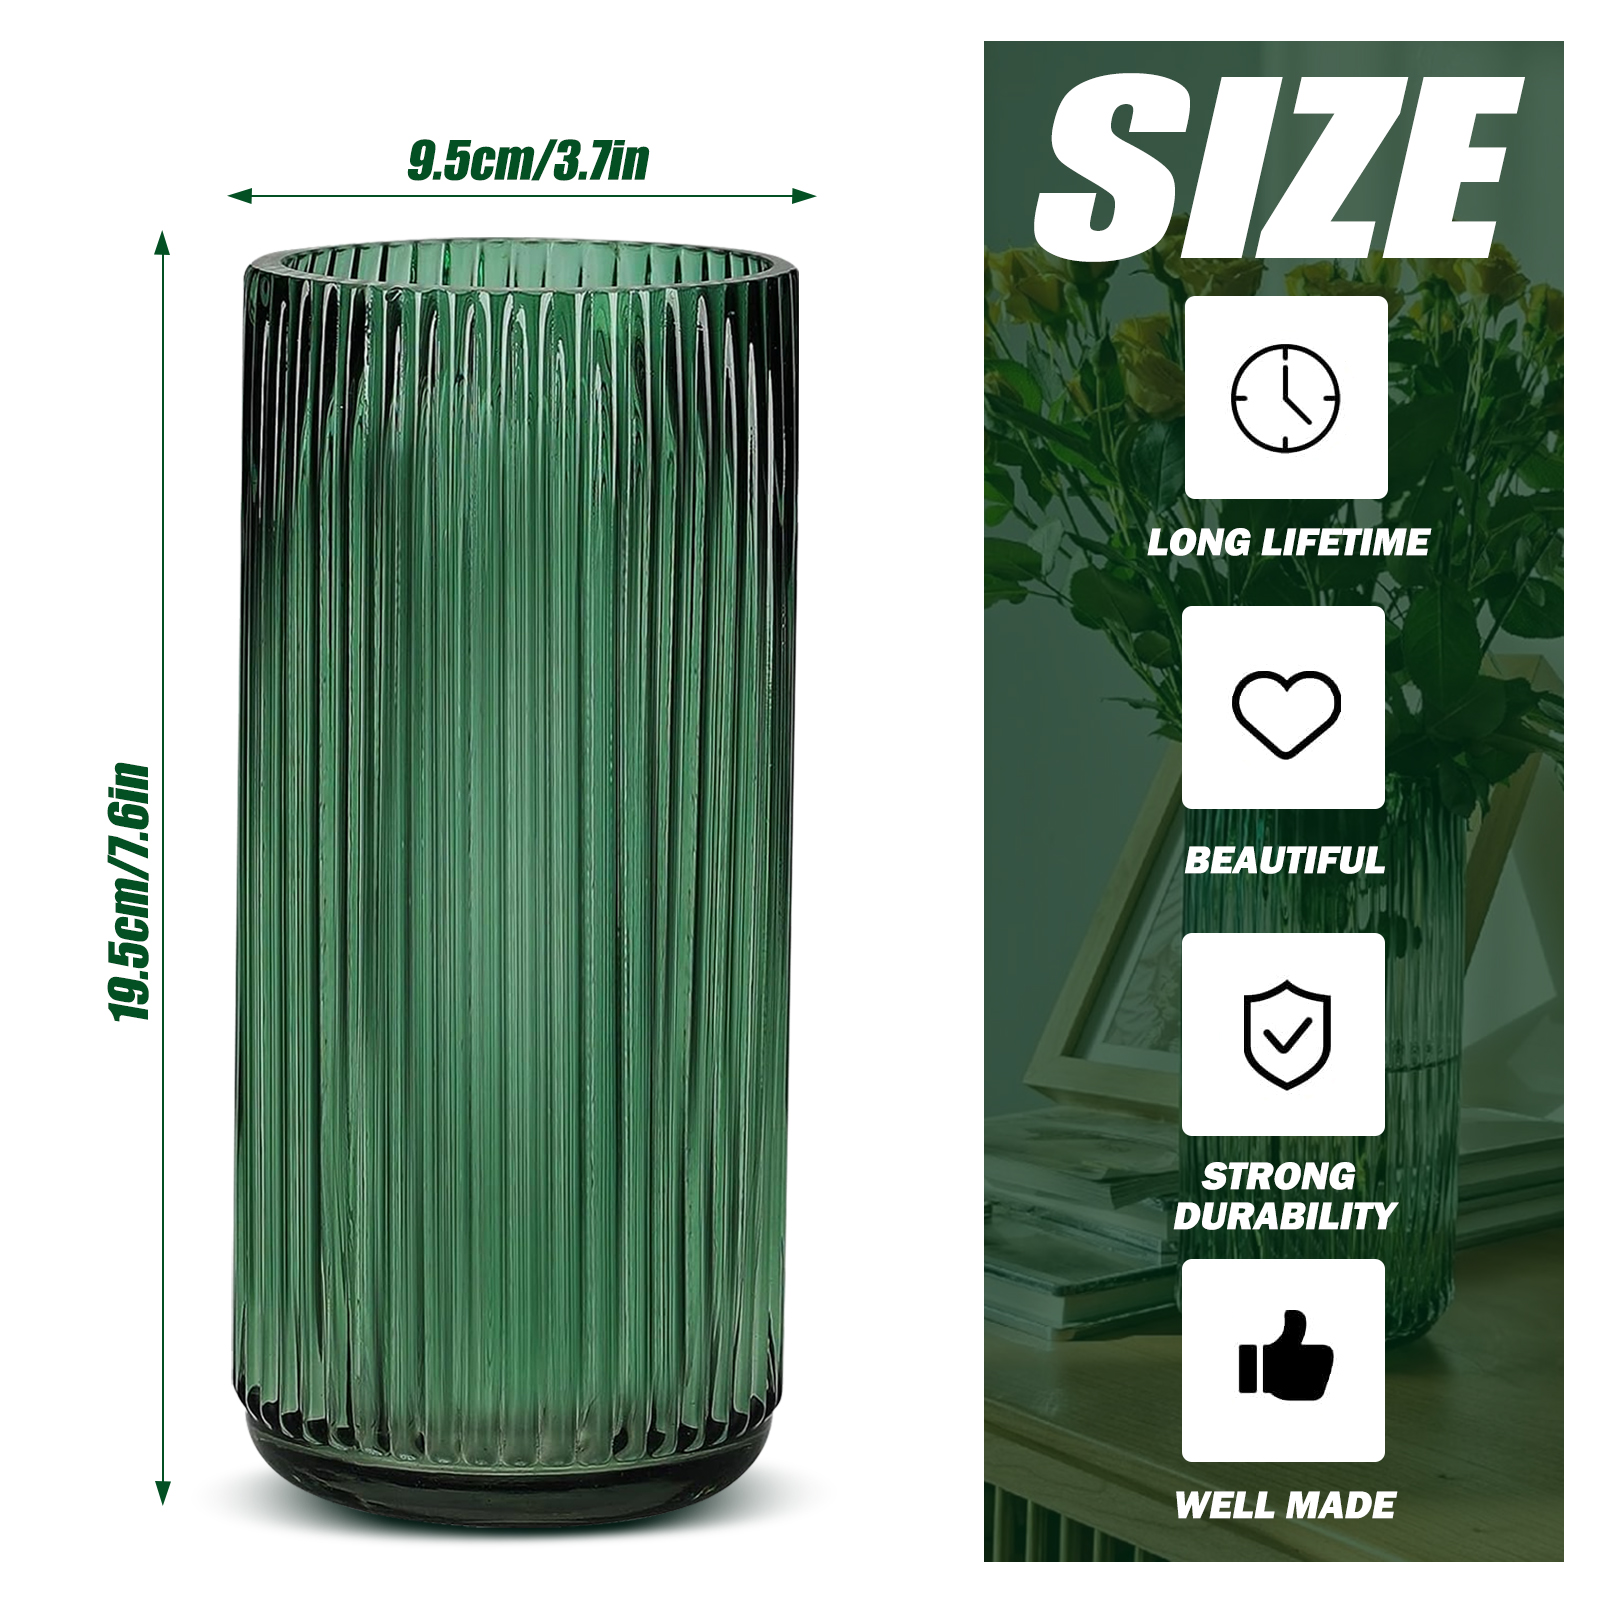 9.5cm/3.7in
19.5cm/7.6in
SIZE
LONG LIFETIME
BEAUTIFUL
STRONG
DURABILITY
WELL MADE